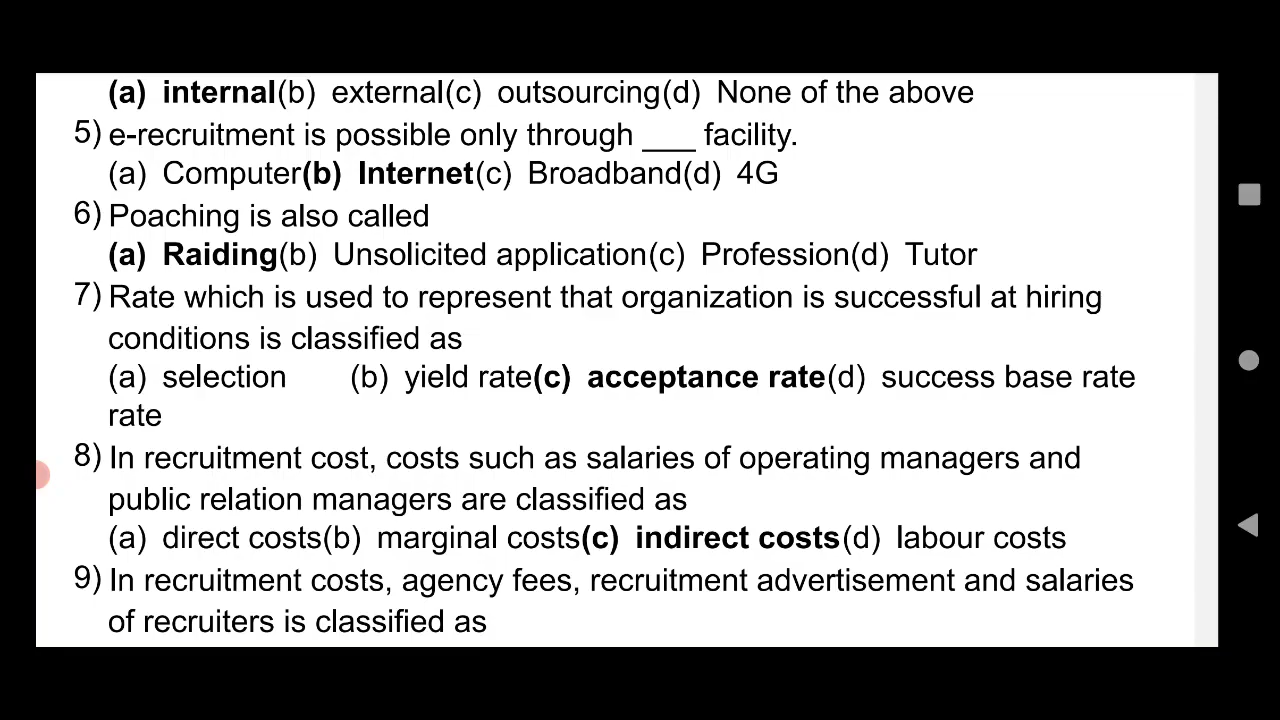 (a) internal(b) external(c) outsourcing(d) None of the above
5) e-recruitment is possible only through ___ facility.
(a) Computer(b) Internet(c) Broadband(d) 4G
6) Poaching is also called
(a) Raiding(b) Unsolicited application(c) Profession(d) Tutor
7) Rate which is used to represent that organization is successful at hiring
conditions is classified as
(a) selection (b) yield rate(c) acceptance rate(d) success base rate
rate
8) In recruitment cost, costs such as salaries of operating managers and
public relation managers are classified as
(a) direct costs(b) marginal costs(c) indirect costs(d) labour costs
9) In recruitment costs, agency fees, recruitment advertisement and salaries
of recruiters is classified as